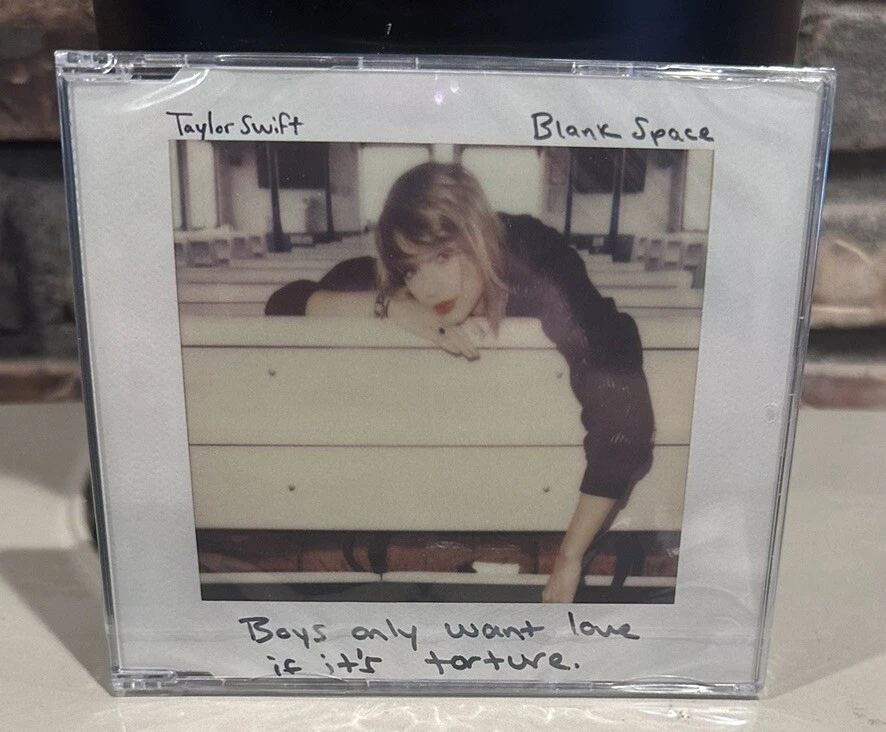 Taylor Swift
Blank Space
Boys only want love
if it's torture.